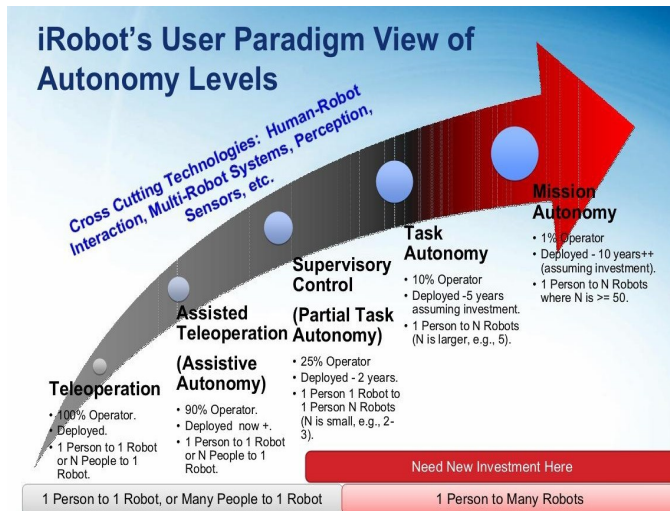 iRobot's User Paradigm View of
Autonomy Levels
Cross Cutting Technologies: Human-Robot
Interaction, Multi-Robot Systems, Perception,
Sensors, etc.
Teleoperation
• 100% Operator.
• Deployed.
• 1 Person to 1 Robot
or N People to 1
Robot.
Assisted
Teleoperation
(Assistive
Autonomy)
• 90% Operator.
• Deployed now +.
• 1 Person to 1 Robot
or N People to 1
Robot.
Supervisory
Control
(Partial Task
Autonomy)
• 25% Operator
• Deployed - 2 years.
• 1 Person 1 Robot to
1 Person N Robots
(N is small, e.g., 2-
3).
Task
Autonomy
• 10% Operator
• Deployed -5 years
assuming investment.
• 1 Person to N Robots
(N is larger, e.g., 5).
Mission
Autonomy
• 1% Operator
• Deployed - 10 years++
(assuming investment).
• 1 Person to N Robots
where N is >= 50.
Need New Investment Here
1 Person to 1 Robot, or Many People to 1 Robot
1 Person to Many Robots